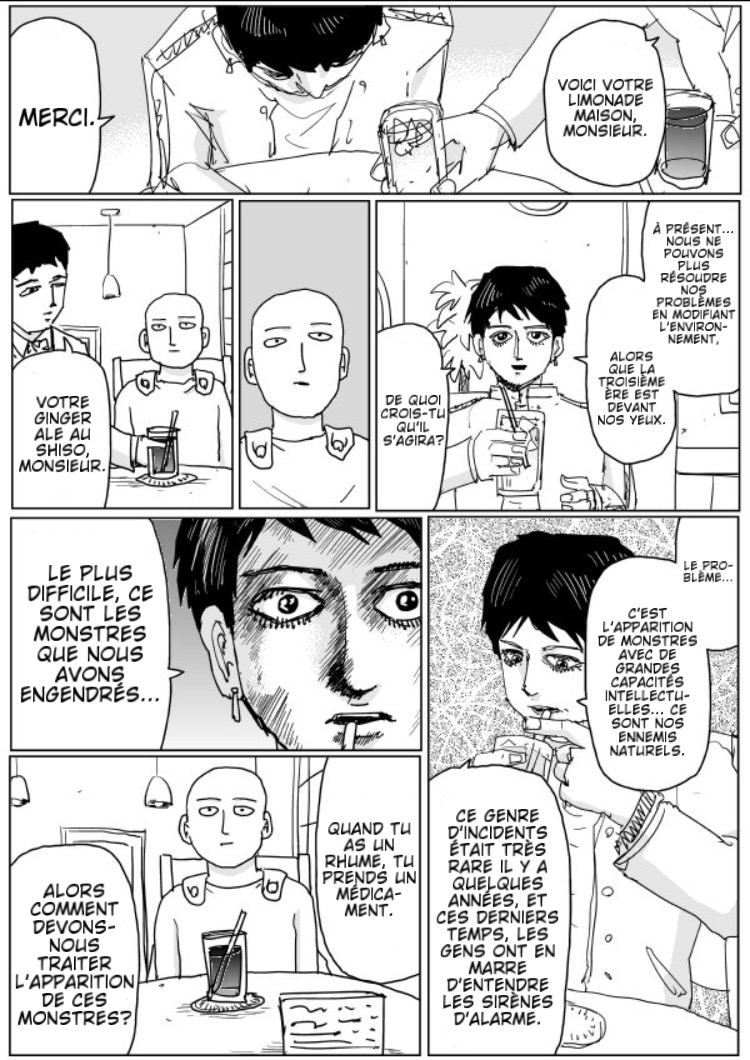 VOICI VOTRE
LIMONADE
MAISON,
MONSIEUR.
MERCI.
À PRÉSENT...
NOUS NE
POUVONS
PLUS
RÉSOUDRE
NOS
PROBLÈMES
EN MODIFIANT
L'ENVIRON-
NEMENT,
ALORS
QUE LA
TROISIÈME
ÈRE EST
DEVANT
NOS YEUX.
DE QUOI
CROIS-TU
QU'IL
S'AGIRA?
VOTRE
GINGER
ALE AU
SHISO,
MONSIEUR.
LE PRO-
BLÈME...
C'EST
L'APPARITION
DE MONSTRES
AVEC DE
GRANDES
CAPACITÉS
INTELLECTU-
ELLES... CE
SONT NOS
ENNEMIS
NATURELS.
CE GENRE
D'INCIDENTS
ÉTAIT TRÈS
RARE IL Y A
QUELQUES
ANNÉES, ET
CES DERNIERS
TEMPS, LES
GENS ONT EN
MARRE
D'ENTENDRE
LES SIRÈNES
D'ALARME.
LE PLUS
DIFFICILE, CE
SONT LES
MONSTRES
QUE NOUS
AVONS
ENGENDRÉS...
QUAND TU
AS UN
RHUME, TU
PRENDS UN
MÉDICA-
MENT.
ALORS
COMMENT
DEVONS-
NOUS
TRAITER
L'APPARITION
DE CES
MONSTRES?